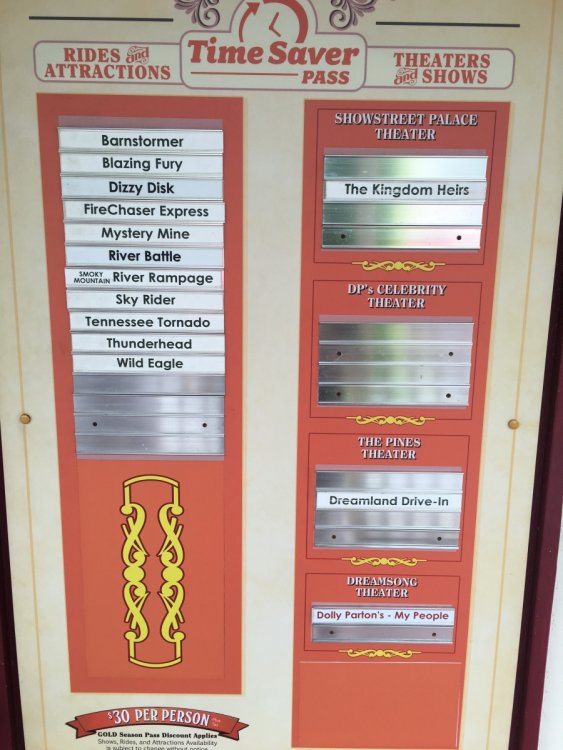 Time Saver
PASS
RIDES and
ATTRACTIONS
Barnstormer
Blazing Fury
Dizzy Disk
FireChaser Express
Mystery Mine
River Battle
SMOKY MOUNTAIN River Rampage
Sky Rider
Tennessee Tornado
Thunderhead
Wild Eagle
THEATERS
and SHOWS
SHOWSTREET PALACE
THEATER
The Kingdom Heirs
DP's CELEBRITY
THEATER
THE PINES
THEATER
Dreamland Drive-In
DREAMSONG
THEATER
Dolly Parton's - My People
$30 PER PERSON Plus Tax
GOLD Season Pass Discount Applies
Shows, Rides, and Attractions Availability
is subject to change without notice